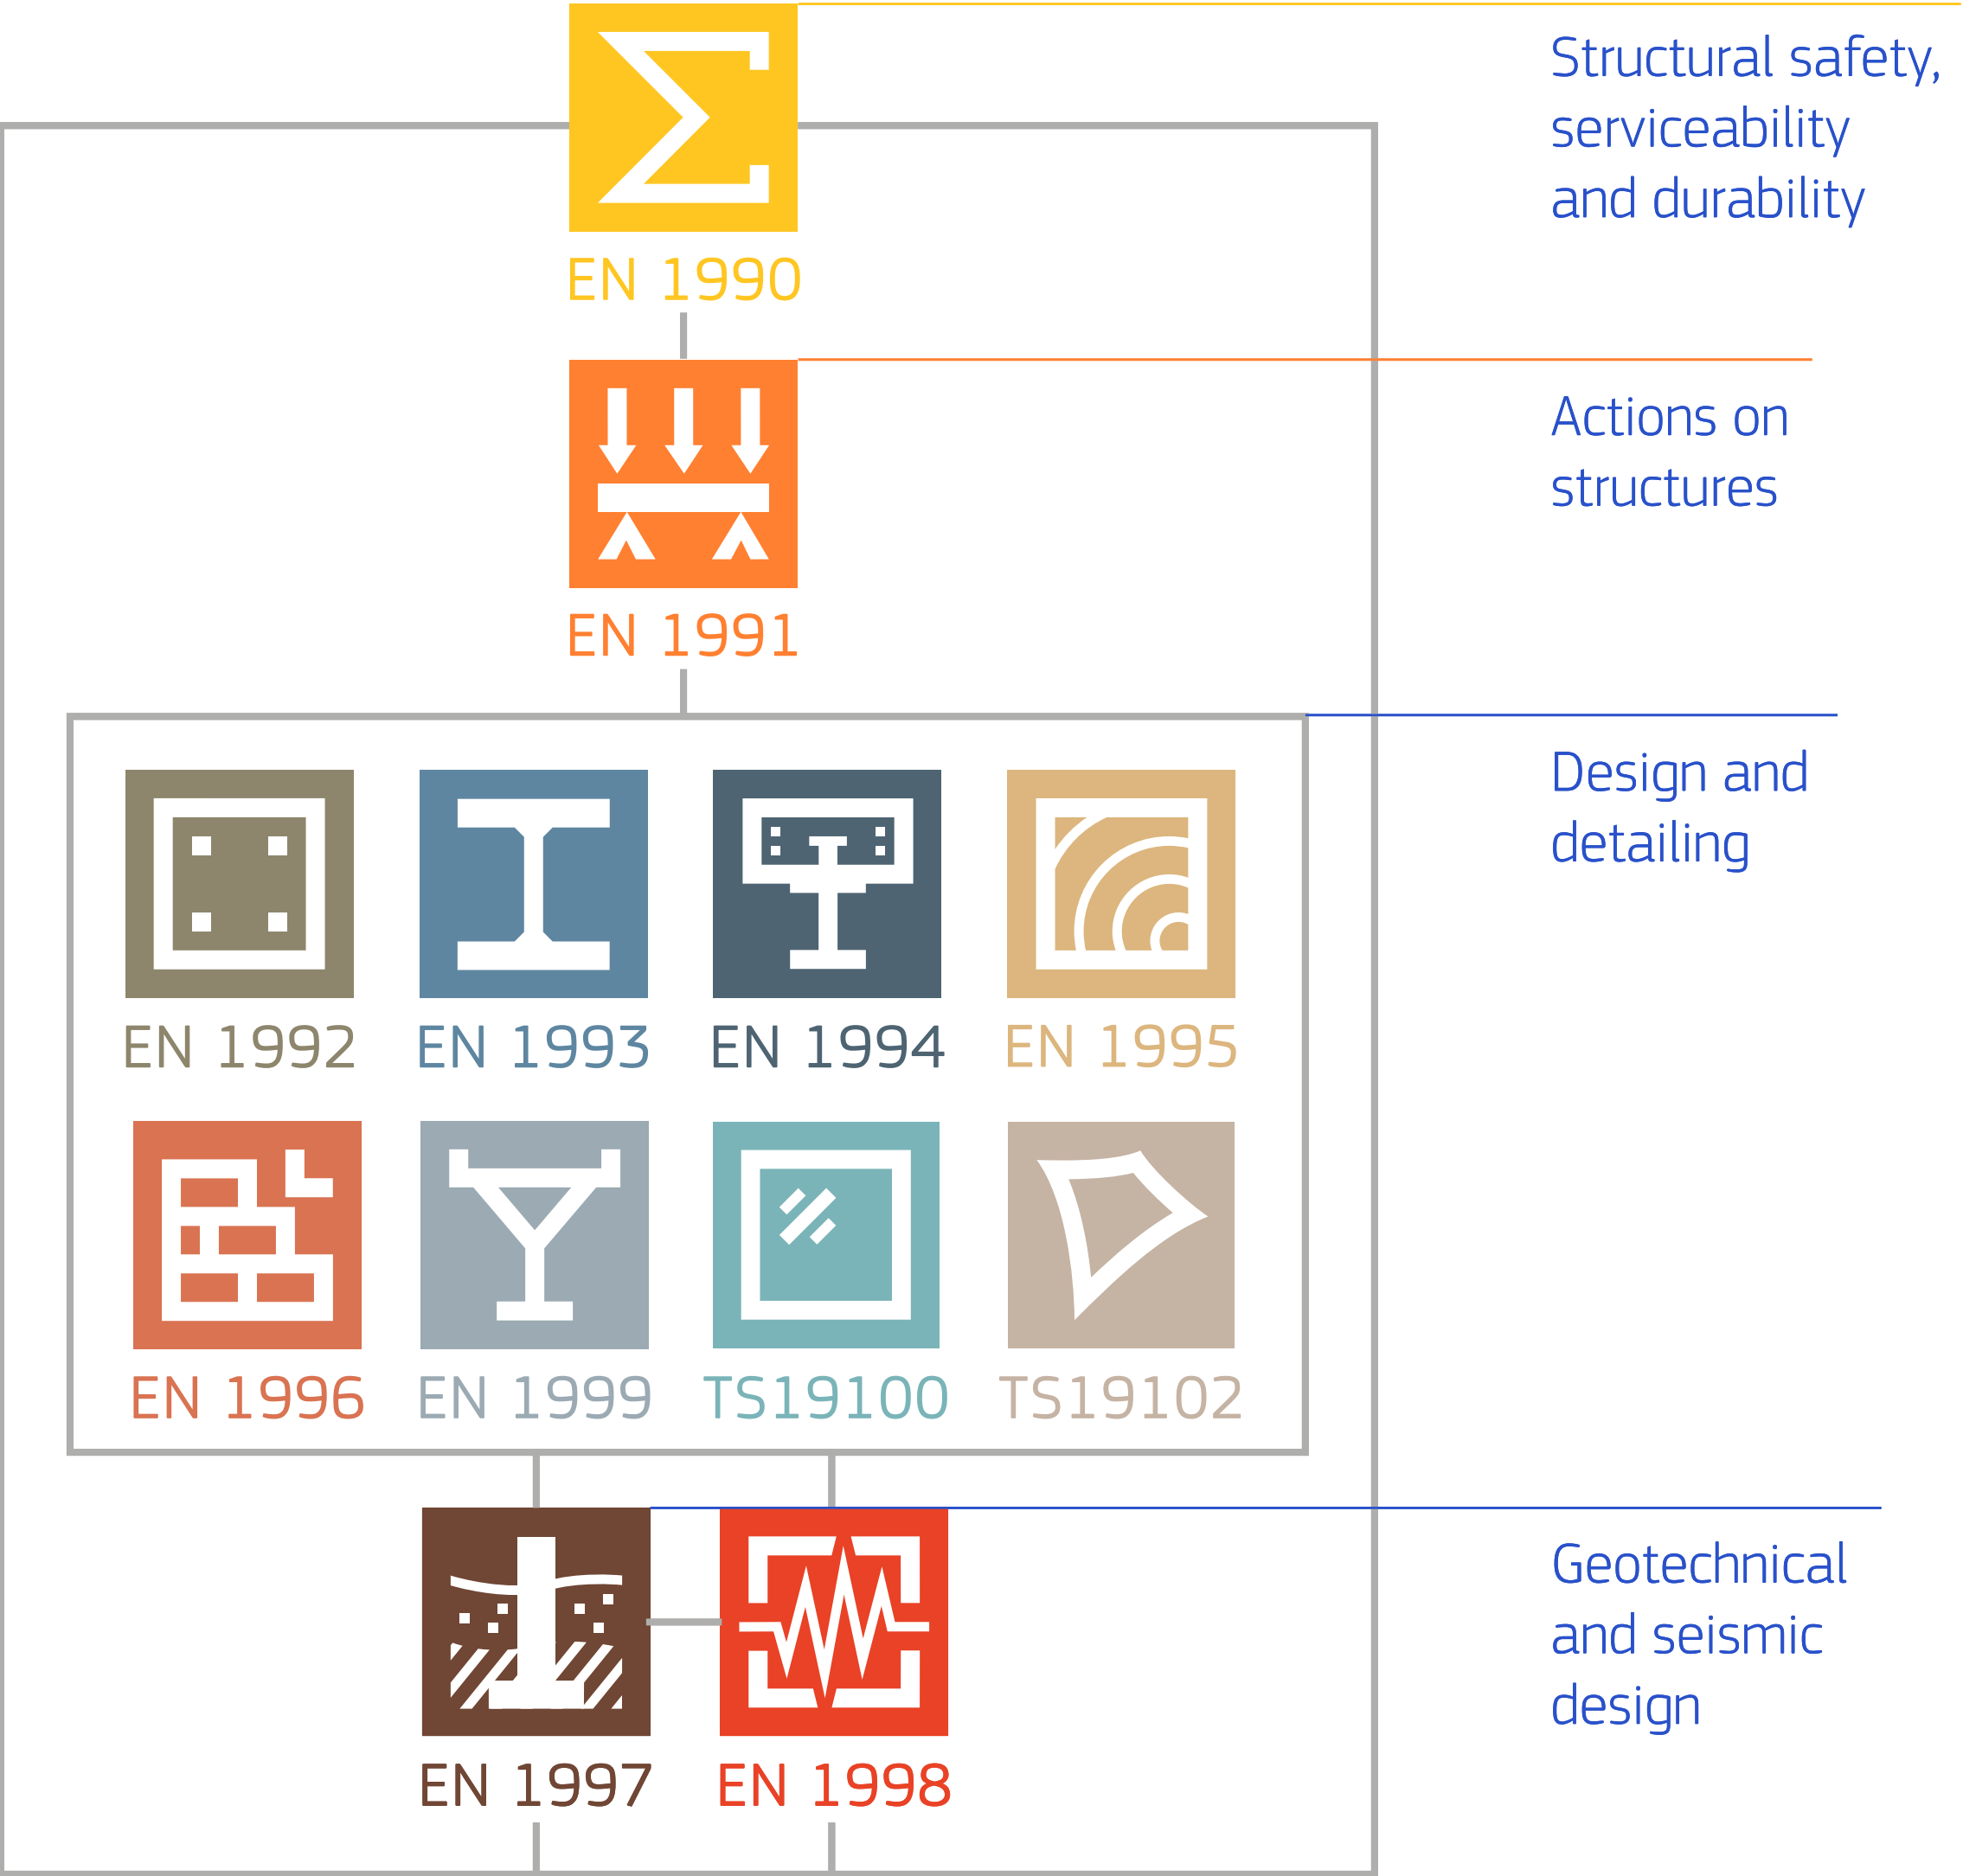 Structural safety,
serviceability
and durability
EN 1990
Actions on
structures
EN 1991
Design and
detailing
EN 1992
EN 1993
EN 1994
EN 1995
EN 1996
EN 1999
TS19100
TS19102
Geotechnical
and seismic
design
EN 1997
EN 1998